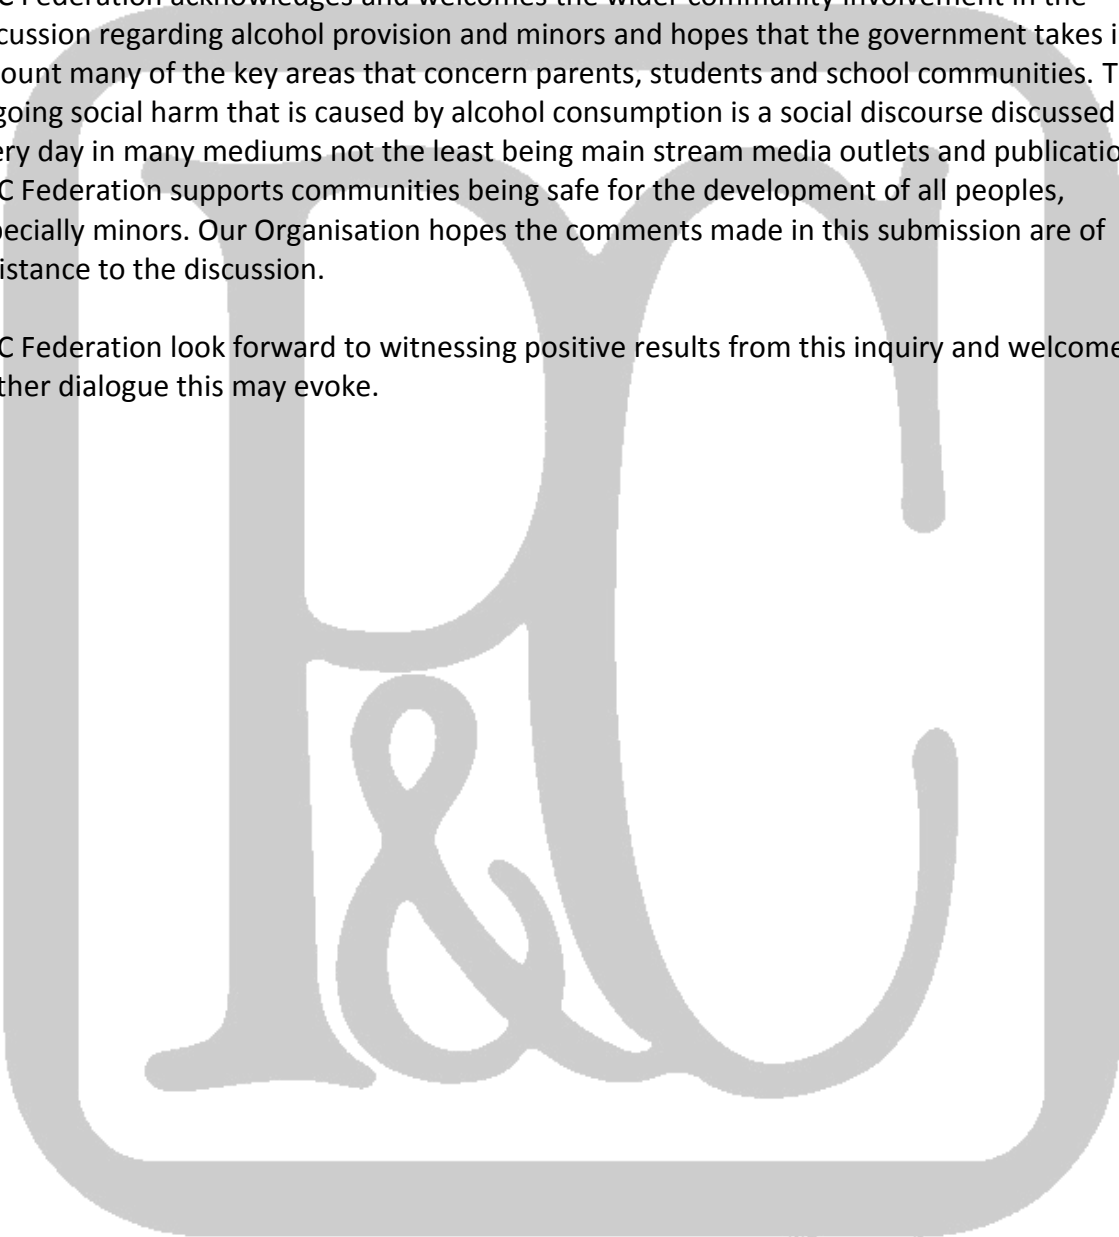 C Federation acknowledges and welcomes the wider community involvement in the
cussion regarding alcohol provision and minors and hopes that the government takes i
ount many of the key areas that concern parents, students and school communities. T
going social harm that is caused by alcohol consumption is a social discourse discussed
ery day in many mediums not the least being main stream media outlets and publicatio
C Federation supports communities being safe for the development of all peoples,
pecially minors. Our Organisation hopes the comments made in this submission are of
istance to the discussion.
C Federation look forward to witnessing positive results from this inquiry and welcome
ther dialogue this may evoke.
P&C